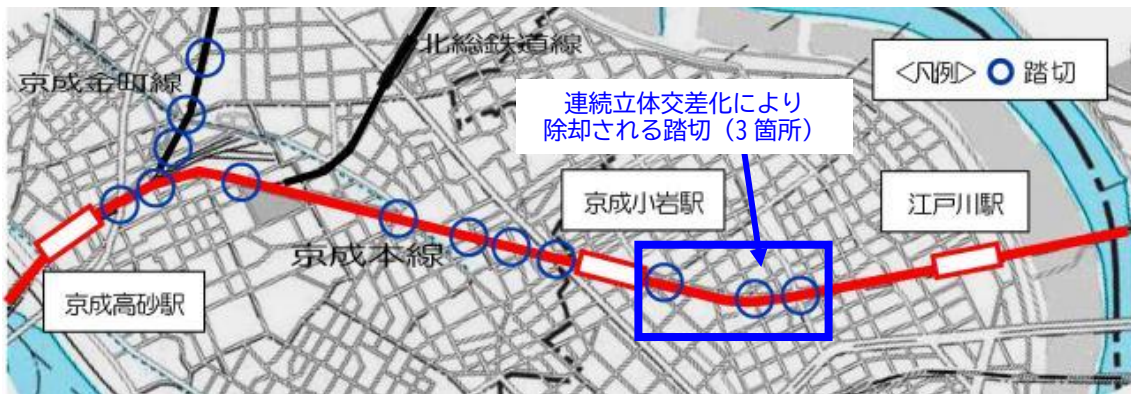 北総鉄道線
京成金町線
<凡例> 踏切
連続立体交差化により
除却される踏切（3箇所）
京成小岩駅
江戸川駅
京成本線
京成高砂駅